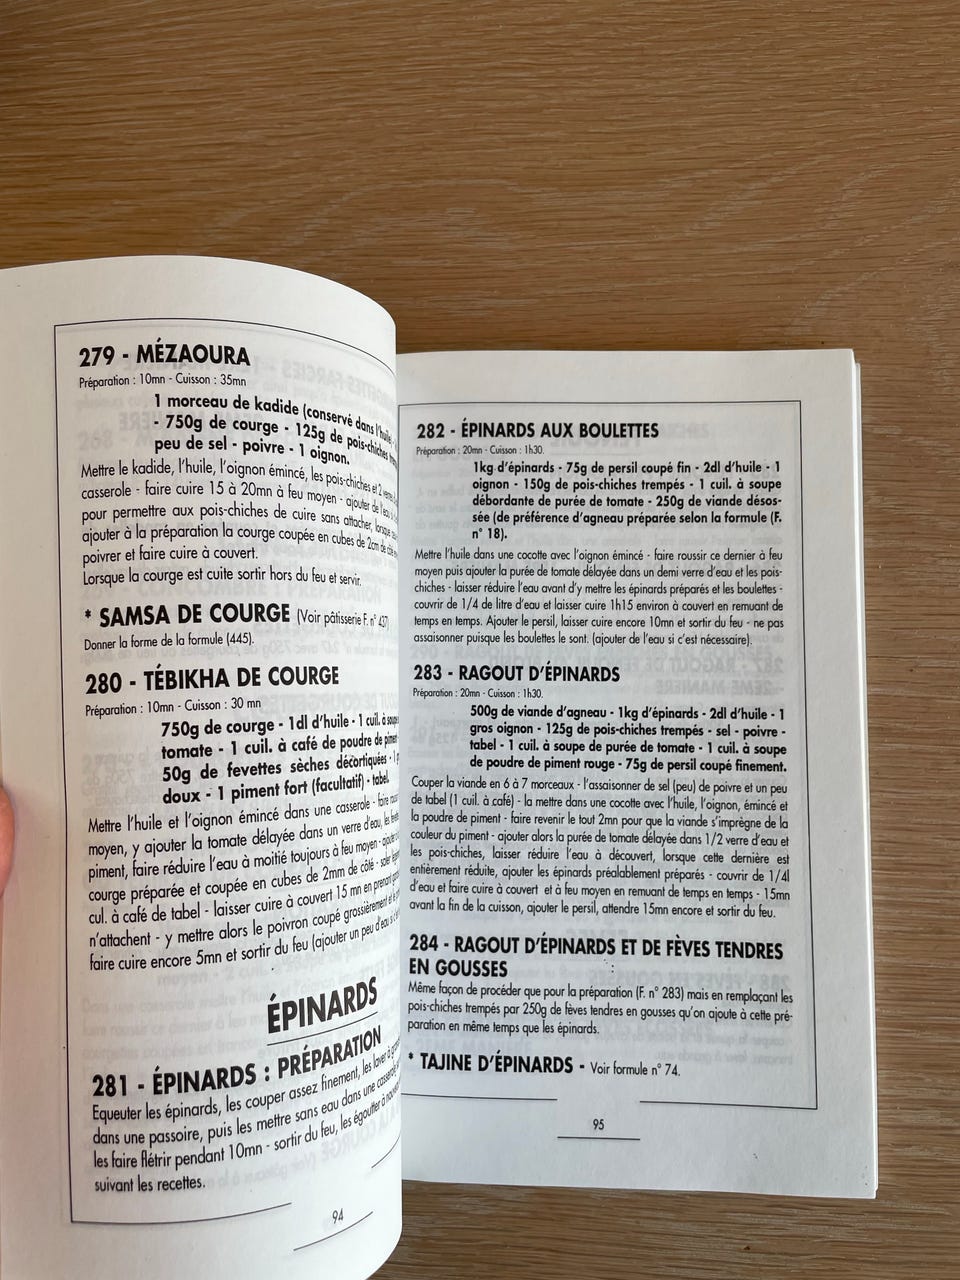 279 - MÉZAOURA
Préparation : 10mn - Cuisson : 35mn
1 morceau de kadide (conservé dans l'huile
- 750g de courge - 125g de pois-chiches
peu de sel - poivre - 1 oignon.
Mettre le kadide, l'huile, l'oignon émincé, les pois-chiches et 2
casserole - faire cuire 15 à 20mn à feu moyen - ajouter de l'eau
pour permettre aux pois-chiches de cuire sans attacher, lorsque
ajouter à la préparation la courge coupée en cubes de 2cm de côté
poivrer et faire cuire à couvert.
Lorsque la courge est cuite sortir hors du feu et servir.
* SAMSA DE COURGE (Voir pâtisserie F. n° 437)
Donner la forme de la formule (445).
280 - TÉBIKHA DE COURGE
Préparation : 10mn - Cuisson : 30 mn
750g de courge - 1dl d'huile - 1 cuil. à soupe
tomate - 1 cuil. à café de poudre de piment
50g de fevettes sèches décortiquées - 1
doux - 1 piment fort (facultatif) - tabel.
Mettre l'huile et l'oignon émincé dans une casserole - faire
moyen, y ajouter la tomate délayée dans un verre d'eau, les
piment, faire réduire l'eau à moitié toujours à feu moyen - ajouter
courge préparée et coupée en cubes de 2mm de côté - saler
cul. à café de tabel - laisser cuire à couvert 15 mn en prenant
n'attachent - y mettre alors le poivron coupé grossièrement et
faire cuire encore 5mn et sortir du feu (ajouter un peu d'eau si
ÉPINARDS
281 - ÉPINARDS : PRÉPARATION
Equeuter les épinards, les couper assez finement, les laver à
dans une passoire, puis les mettre sans eau dans une casserole
les faire flétrir pendant 10mn - sortir du feu, les égoutter à nouveau
suivant les recettes.
94
282 - ÉPINARDS AUX BOULETTES
Préparation : 20mn - Cuisson : 1h30.
1kg d'épinards - 75g de persil coupé fin - 2dl d'huile - 1
oignon - 150g de pois-chiches trempés - 1 cuil. à soupe
débordante de purée de tomate - 250g de viande désos-
sée (de préférence d'agneau préparée selon la formule (F.
n° 18).
Mettre l'huile dans une cocotte avec l'oignon émincé - faire roussir ce dernier à feu
moyen puis ajouter la purée de tomate délayée dans un demi verre d'eau et les pois-
chiches - laisser réduire l'eau avant d'y mettre les épinards préparés et les boulettes -
couvrir de 1/4 de litre d'eau et laisser cuire 1h15 environ à couvert en remuant de
temps en temps. Ajouter le persil, laisser cuire encore 10mn et sortir du feu - ne pas
assaisonner puisque les boulettes le sont. (ajouter de l'eau si c'est nécessaire).
283 - RAGOUT D'ÉPINARDS
Préparation : 20mn - Cuisson : 1h30.
500g de viande d'agneau - 1kg d'épinards - 2dl d'huile - 1
gros oignon - 125g de pois-chiches trempés - sel - poivre -
tabel - 1 cuil. à soupe de purée de tomate - 1 cuil. à soupe
de poudre de piment rouge - 75g de persil coupé finement.
Couper la viande en 6 à 7 morceaux - l'assaisonner de sel (peu) de poivre et un peu
de tabel (1 cuil. à café) - la mettre dans une cocotte avec l'huile, l'oignon, émincé et
la poudre de piment - faire revenir le tout 2mn pour que la viande s'imprègne de la
couleur du piment - ajouter alors la purée de tomate délayée dans 1/2 verre d'eau et
les pois-chiches, laisser réduire l'eau à découvert, lorsque cette dernière est
entièrement réduite, ajouter les épinards préalablement préparés - couvrir de 1/4l
d'eau et faire cuire à couvert et à feu moyen en remuant de temps en temps - 15mn
avant la fin de la cuisson, ajouter le persil, attendre 15mn encore et sortir du feu.
284 - RAGOUT D'ÉPINARDS ET DE FÈVES TENDRES
EN GOUSSES
Même façon de procéder que pour la préparation (F. n° 283) mais en remplaçant les
pois-chiches trempés par 250g de fèves tendres en gousses qu'on ajoute à cette pré-
paration en même temps que les épinards.
* TAJINE D'ÉPINARDS - Voir formule n° 74.
95